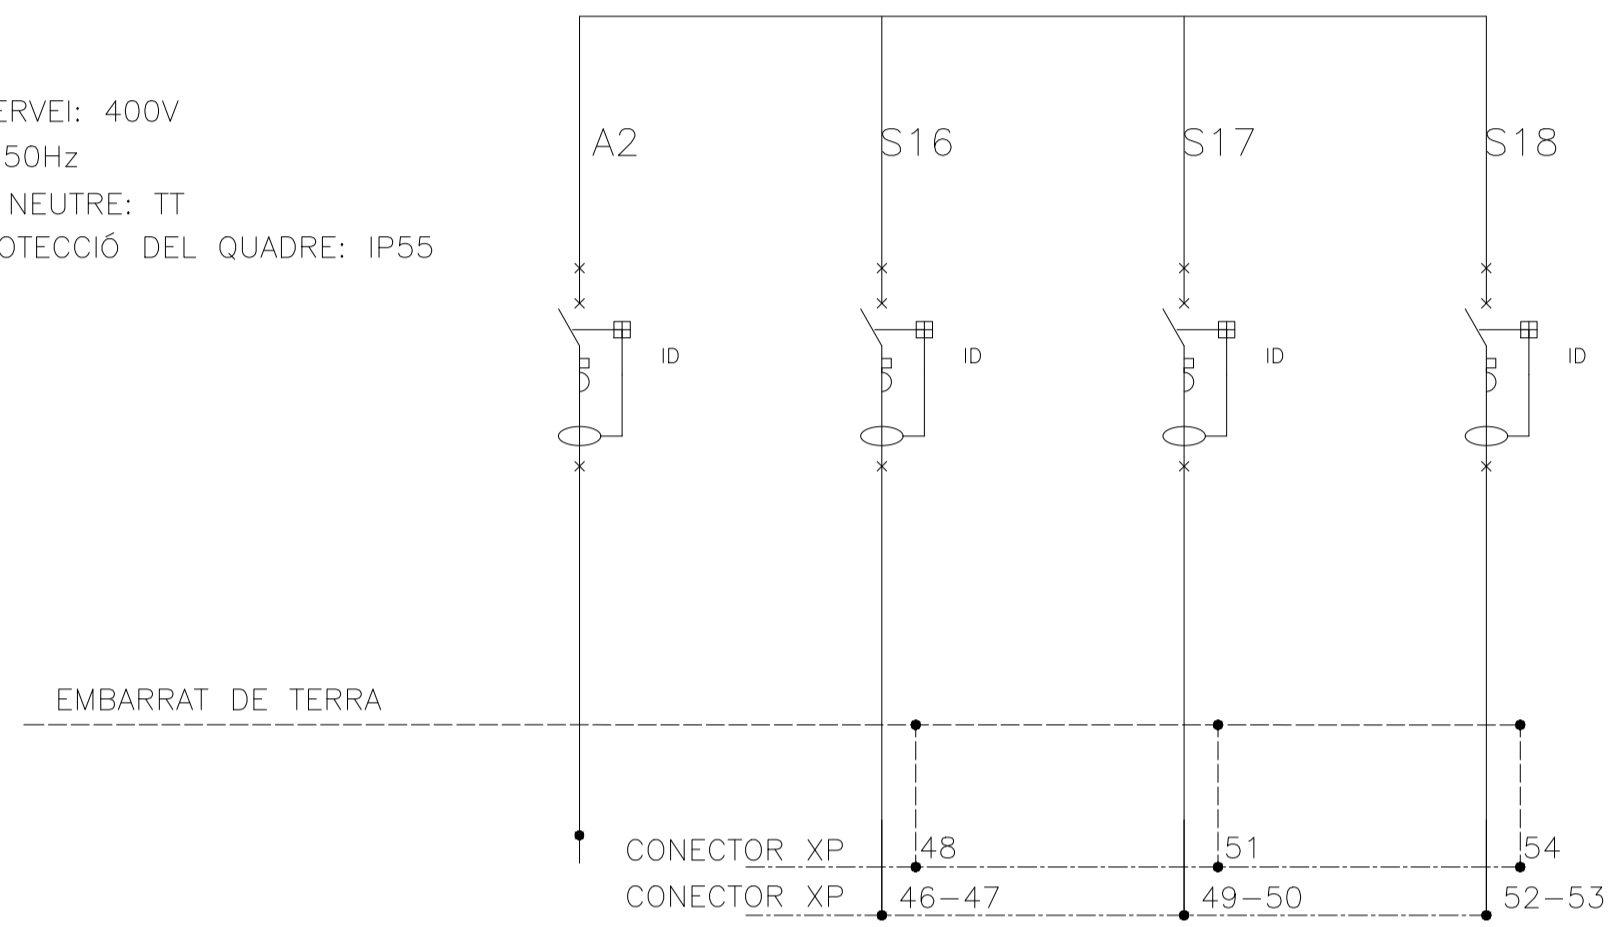 ERVEI: 400V
50Hz
NEUTRE: TT
OTECCIÓ DEL QUADRE: IP55
A2 S16 S17 S18
ID ID ID ID
EMBARRAT DE TERRA
CONECTOR XP 48 51 54
CONECTOR XP 46-47 49-50 52-53